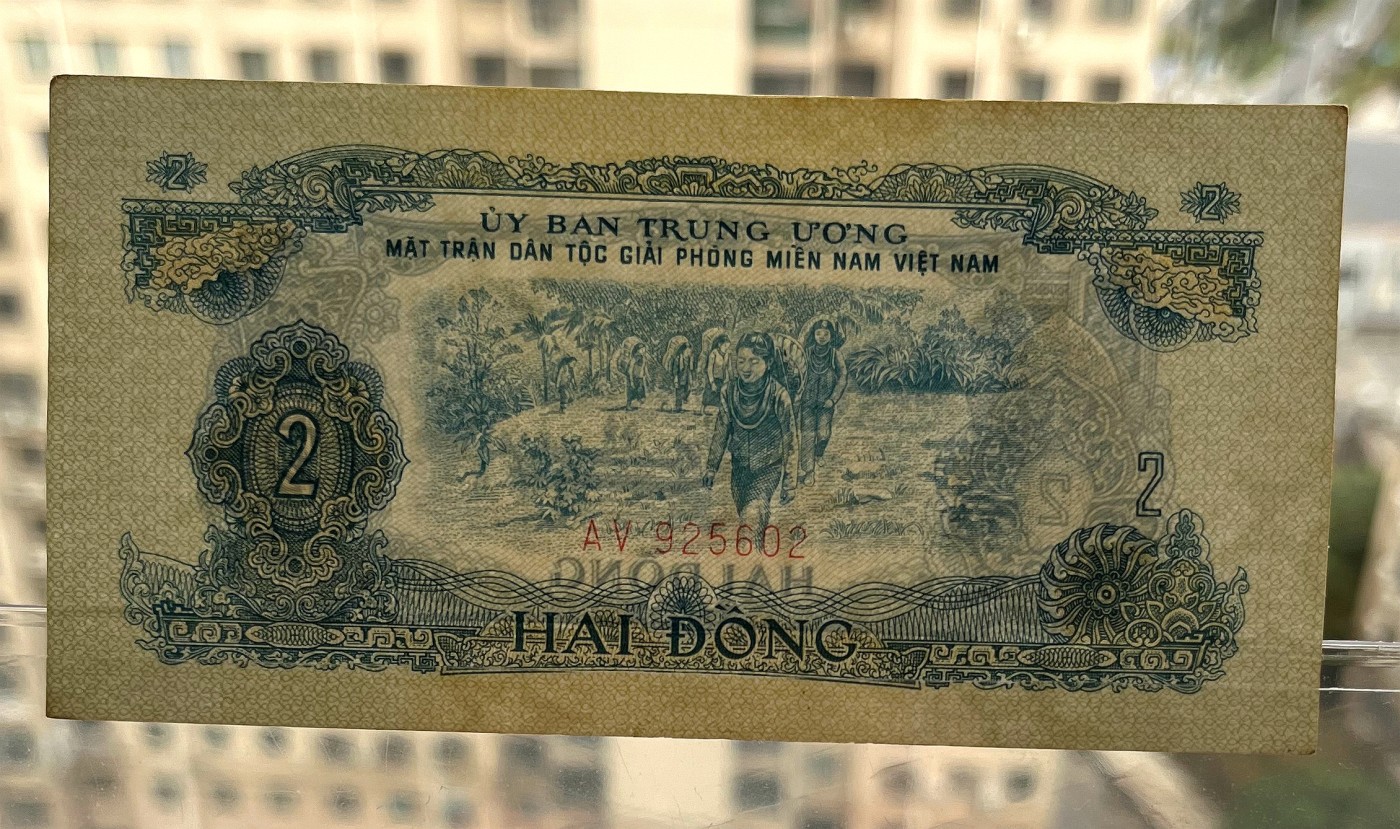 2
2
ỦY BAN TRUNG ƯƠNG
MẶT TRẬN DÂN TỘC GIẢI PHÓNG MIỀN NAM VIỆT NAM
2
2
AV 925602
HAI ĐỒNG